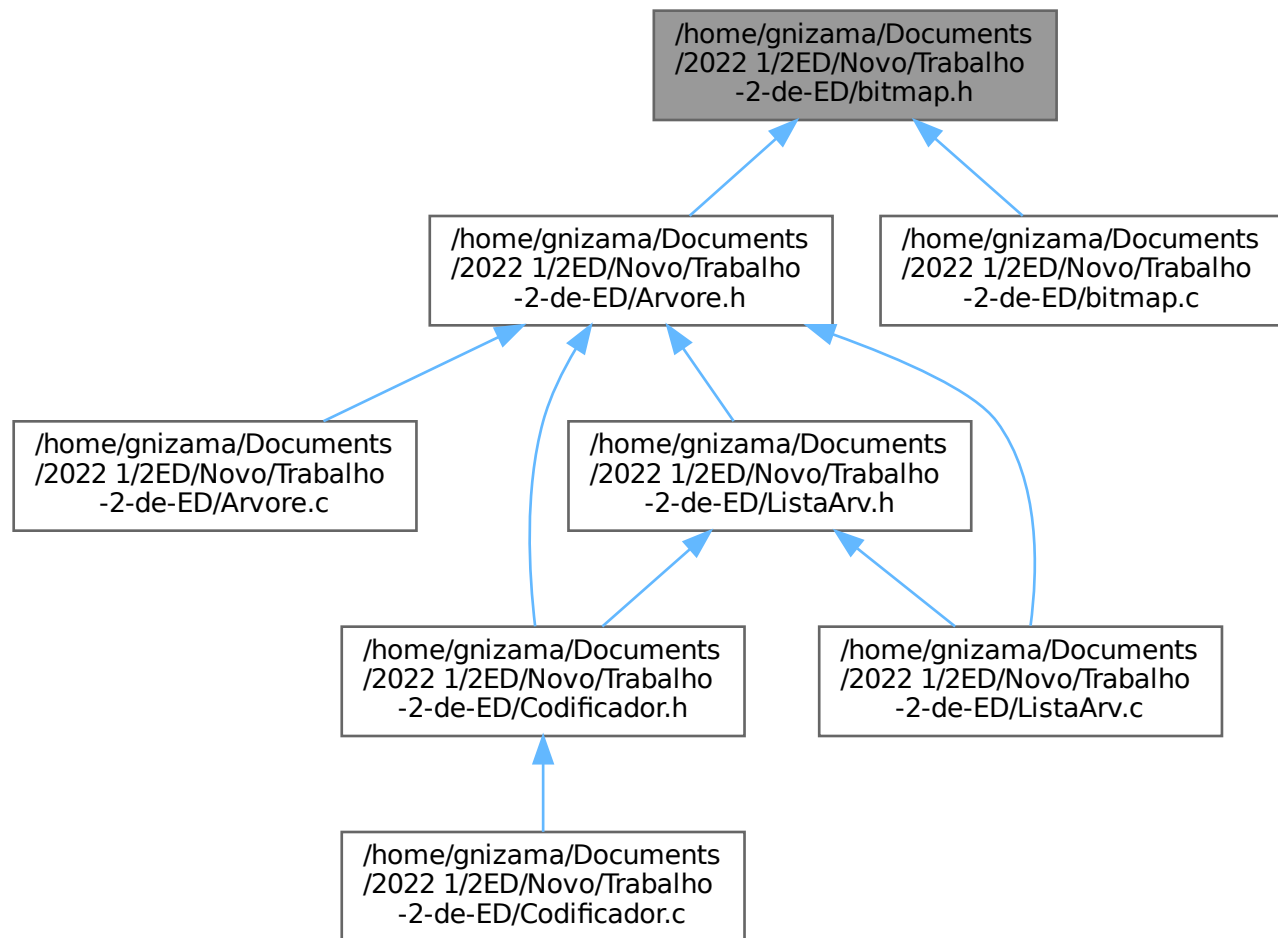 /home/gnizama/Documents
/2022 1/2ED/Novo/Trabalho
-2-de-ED/bitmap.h
/home/gnizama/Documents
/2022 1/2ED/Novo/Trabalho
-2-de-ED/Arvore.h
/home/gnizama/Documents
/2022 1/2ED/Novo/Trabalho
-2-de-ED/bitmap.c
/home/gnizama/Documents
/2022 1/2ED/Novo/Trabalho
-2-de-ED/Arvore.c
/home/gnizama/Documents
/2022 1/2ED/Novo/Trabalho
-2-de-ED/ListaArv.h
/home/gnizama/Documents
/2022 1/2ED/Novo/Trabalho
-2-de-ED/Codificador.h
/home/gnizama/Documents
/2022 1/2ED/Novo/Trabalho
-2-de-ED/ListaArv.c
/home/gnizama/Documents
/2022 1/2ED/Novo/Trabalho
-2-de-ED/Codificador.c